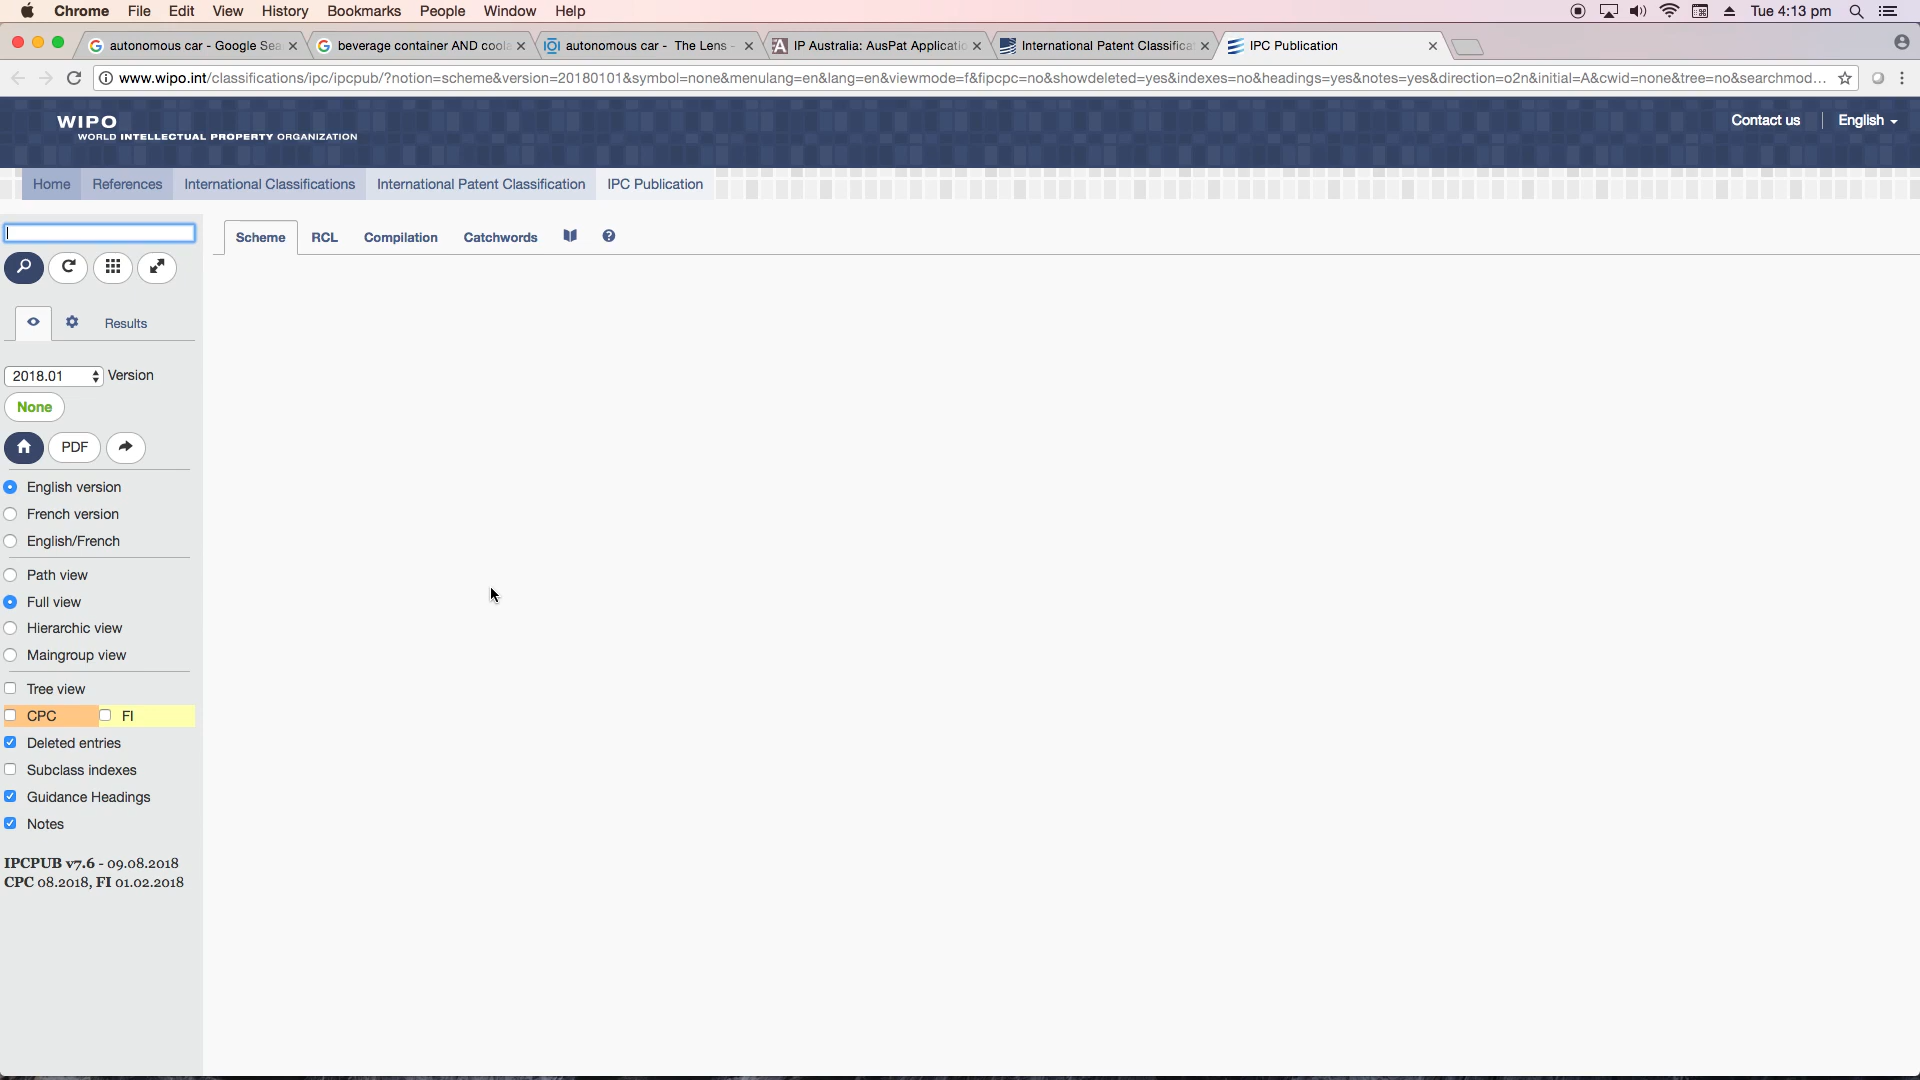 Chrome File Edit View History Bookmarks People Window Help Tue 4:13 pm
autonomous car - Google Sea beverage container AND coola autonomous car - The Lens - IP Australia: AusPat Applicatio International Patent Classifica IPC Publication
www.wipo.int/classifications/ipc/ipcpub/?notion=scheme&version=20180101&symbol=none&menulang=en&lang=en&viewmode=f&fipcpc=no&showdeleted=yes&indexes=no&headings=yes&notes=yes&direction=o2n&initial=A&cwid=none&tree=no&searchmod...
WIPO
WORLD INTELLECTUAL PROPERTY ORGANIZATION
Contact us English
Home References International Classifications International Patent Classification IPC Publication
Scheme RCL Compilation Catchwords
Results
2018.01 Version
None
PDF
English version
French version
English/French
Path view
Full view
Hierarchic view
Maingroup view
Tree view
CPC FI
Deleted entries
Subclass indexes
Guidance Headings
Notes
IPCPUB v7.6 - 09.08.2018
CPC 08.2018, FI 01.02.2018